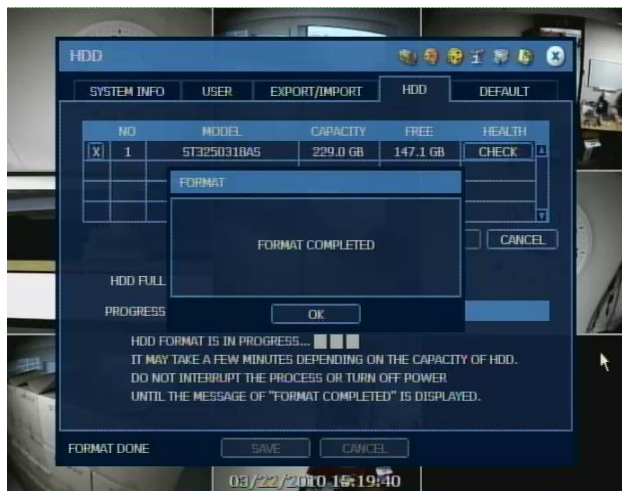 HDD
SYSTEM INFO USER EXPORT/IMPORT HDD DEFAULT
NO MODEL CAPACITY FREE HEALTH
X 1 ST3250318AS 229.0 GB 147.1 GB CHECK
FORMAT
FORMAT COMPLETED
CANCEL
HDD FULL
PROGRESS
OK
HDD FORMAT IS IN PROGRESS...
IT MAY TAKE A FEW MINUTES DEPENDING ON THE CAPACITY OF HDD.
DO NOT INTERRUPT THE PROCESS OR TURN OFF POWER
UNTIL THE MESSAGE OF "FORMAT COMPLETED" IS DISPLAYED.
FORMAT DONE SAVE CANCEL
03/22/2010 15:19:40